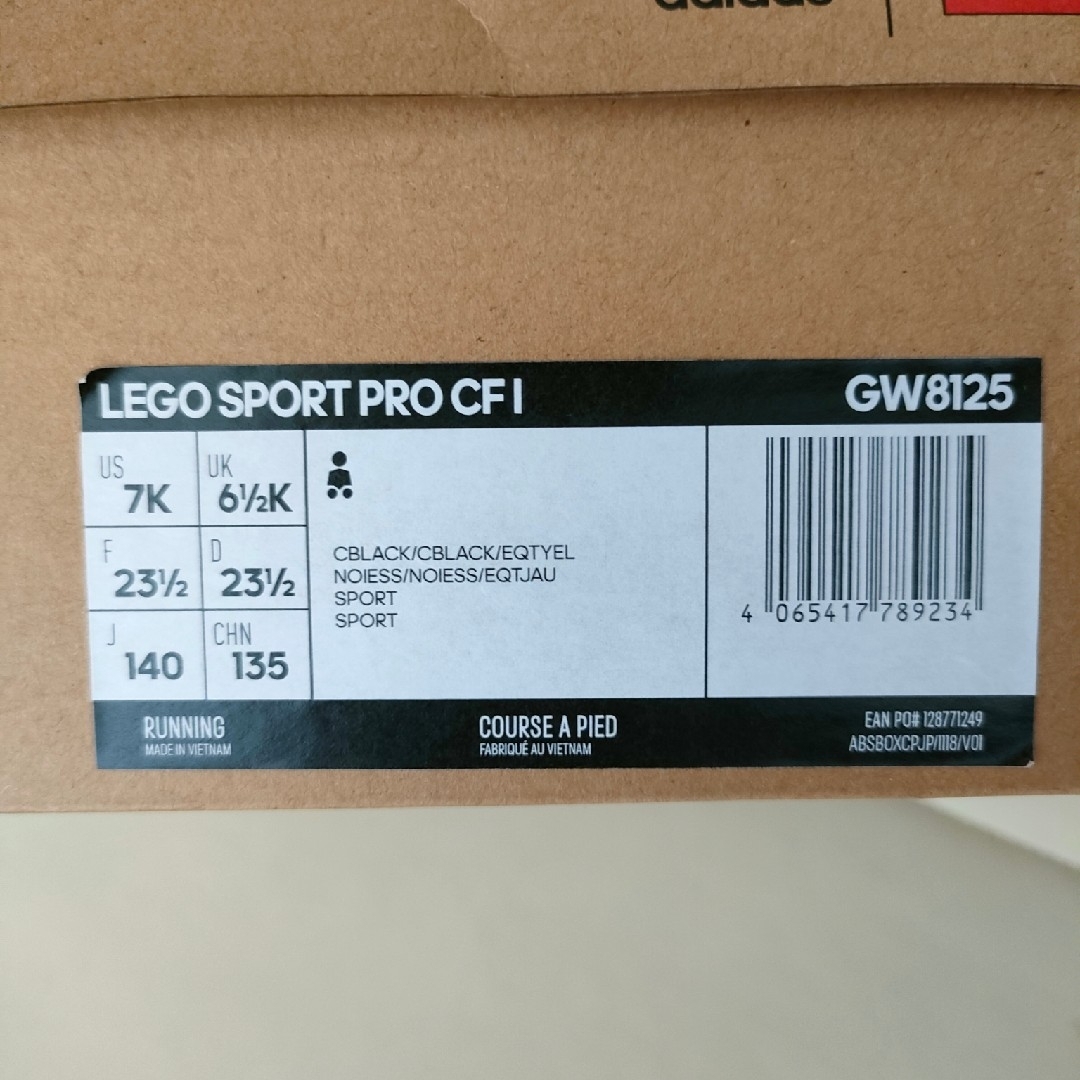 adidas
LEGO SPORT PRO CF I
GW8125
US
7K
UK
6½K
F
23½
D
23½
J
140
CHN
135
CBLACK/CBLACK/EQTYEL
NOIESS/NOIESS/EQTJAU
SPORT
SPORT
4 065417 789234
RUNNING
MADE IN VIETNAM
COURSE A PIED
FABRIQUÉ AU VIETNAM
EAN PO# 128771249
ABSBOXCPJP/1118/V01